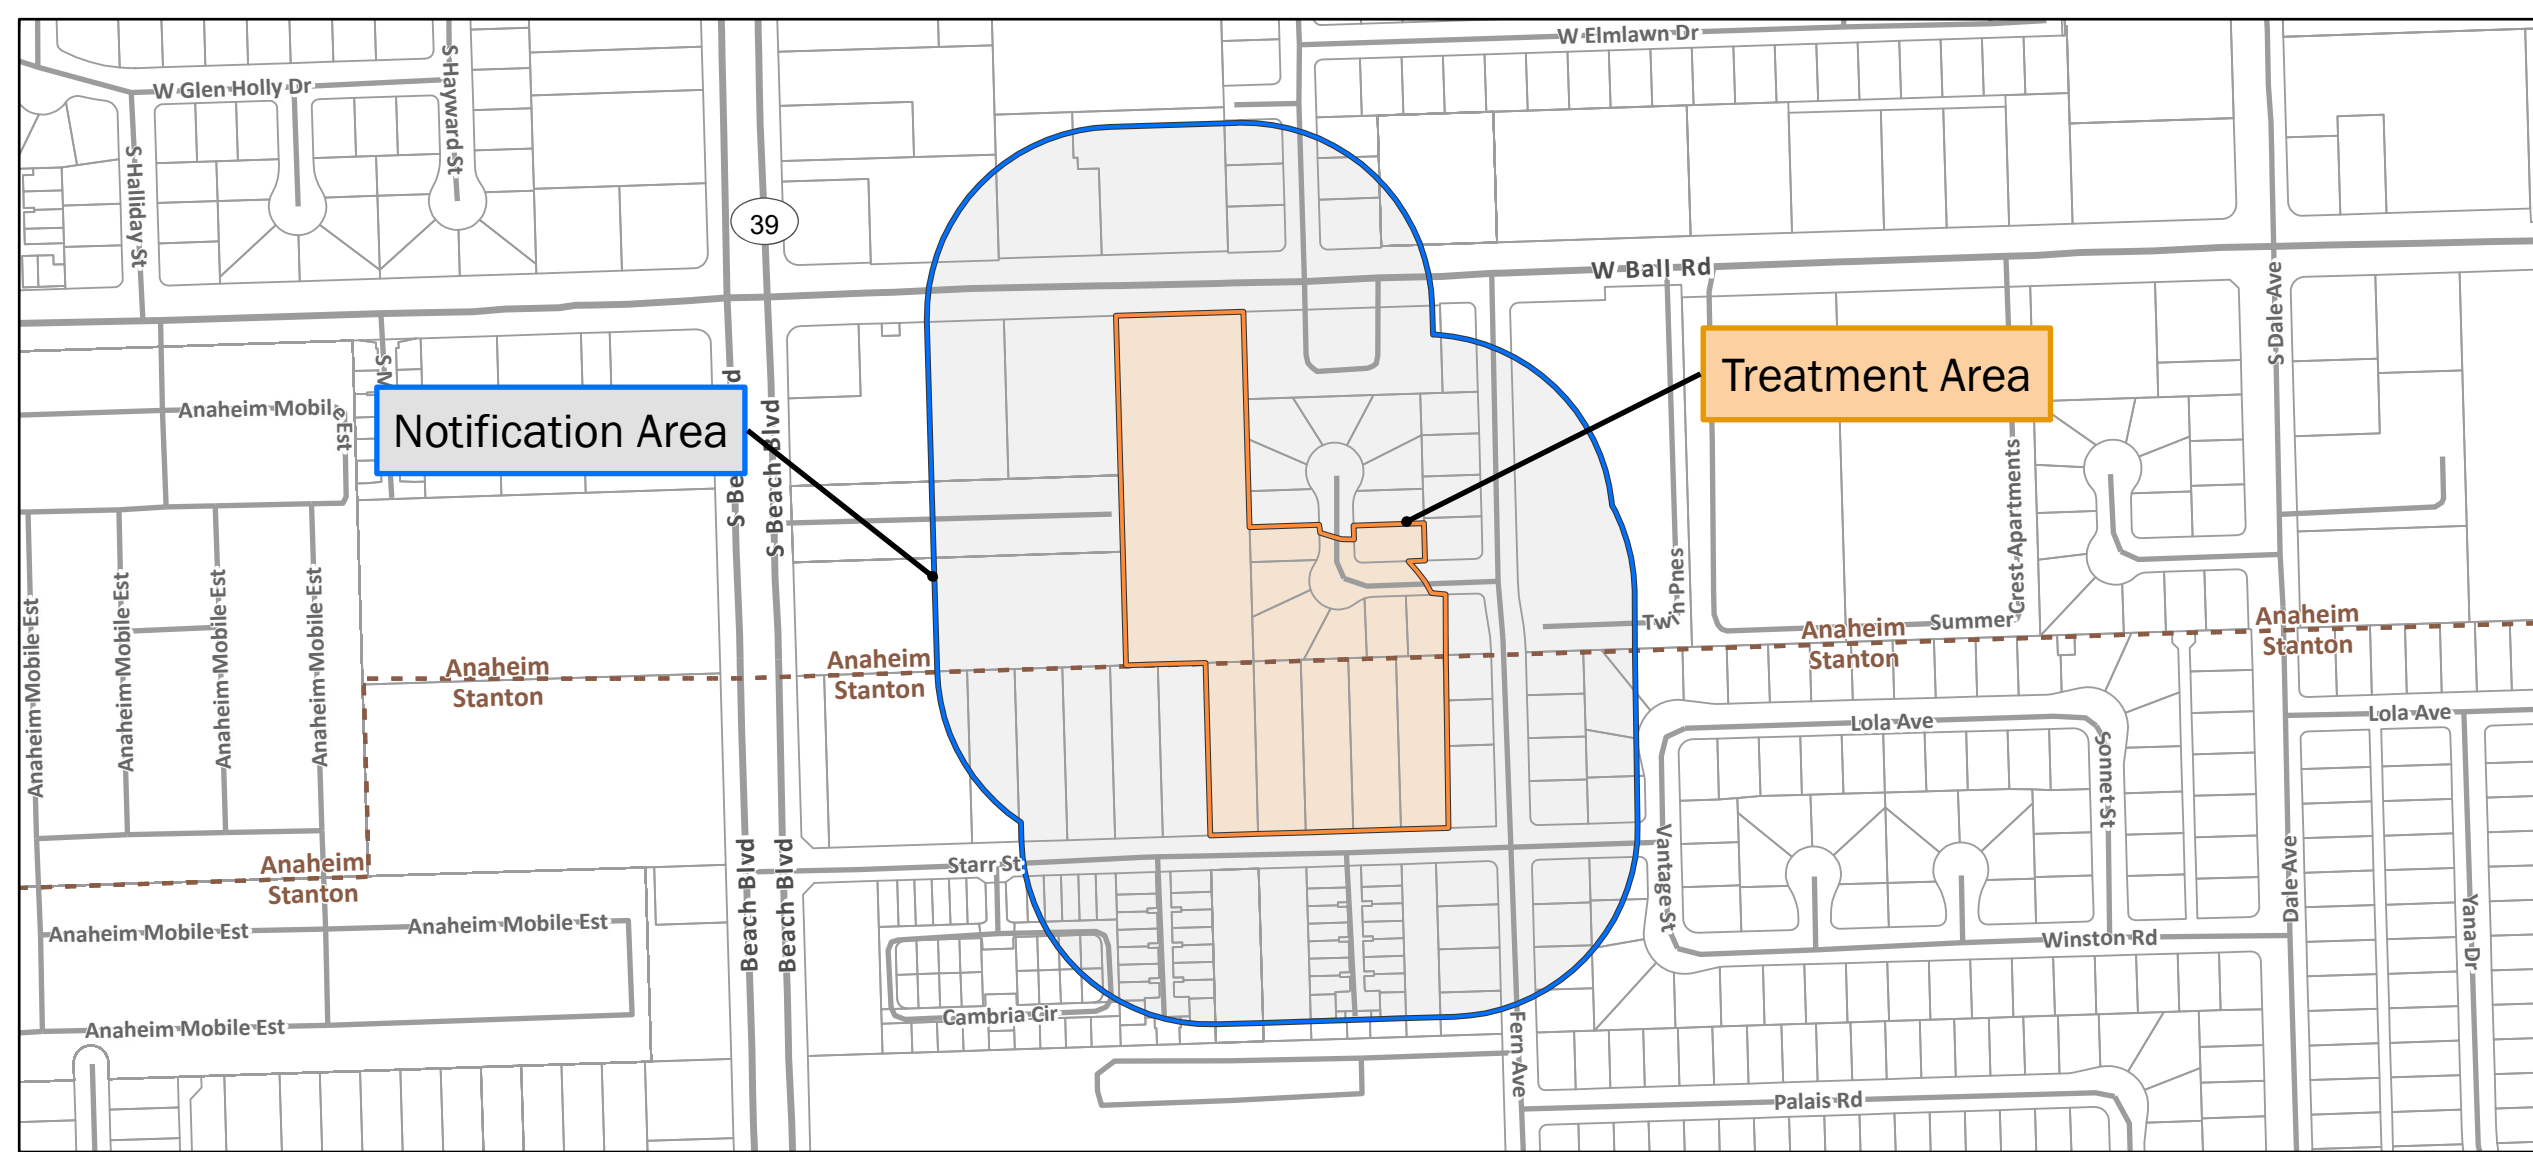 W Elmlawn Dr
W Glen Holly Dr
S Hayward St
S Halliday St
39
W Ball Rd
S Dale Ave
Treatment Area
Notification Area
Anaheim Mobile Est
S Beach Blvd
Crest Apartments
Summer
Twin Pnes
Anaheim Mobile Est
Anaheim Mobile Est
Anaheim Mobile Est
Anaheim Mobile Est
Anaheim
Stanton
Anaheim
Stanton
Anaheim
Stanton
Anaheim
Stanton
Lola Ave
Lola Ave
Sonnet St
Vantage St
Starr St
Beach Blvd
Beach Blvd
Dale Ave
Yana Dr
Anaheim
Stanton
Anaheim Mobile Est
Anaheim Mobile Est
Winston Rd
Cambria Cir
Anaheim Mobile Est
Fern Ave
Palais Rd